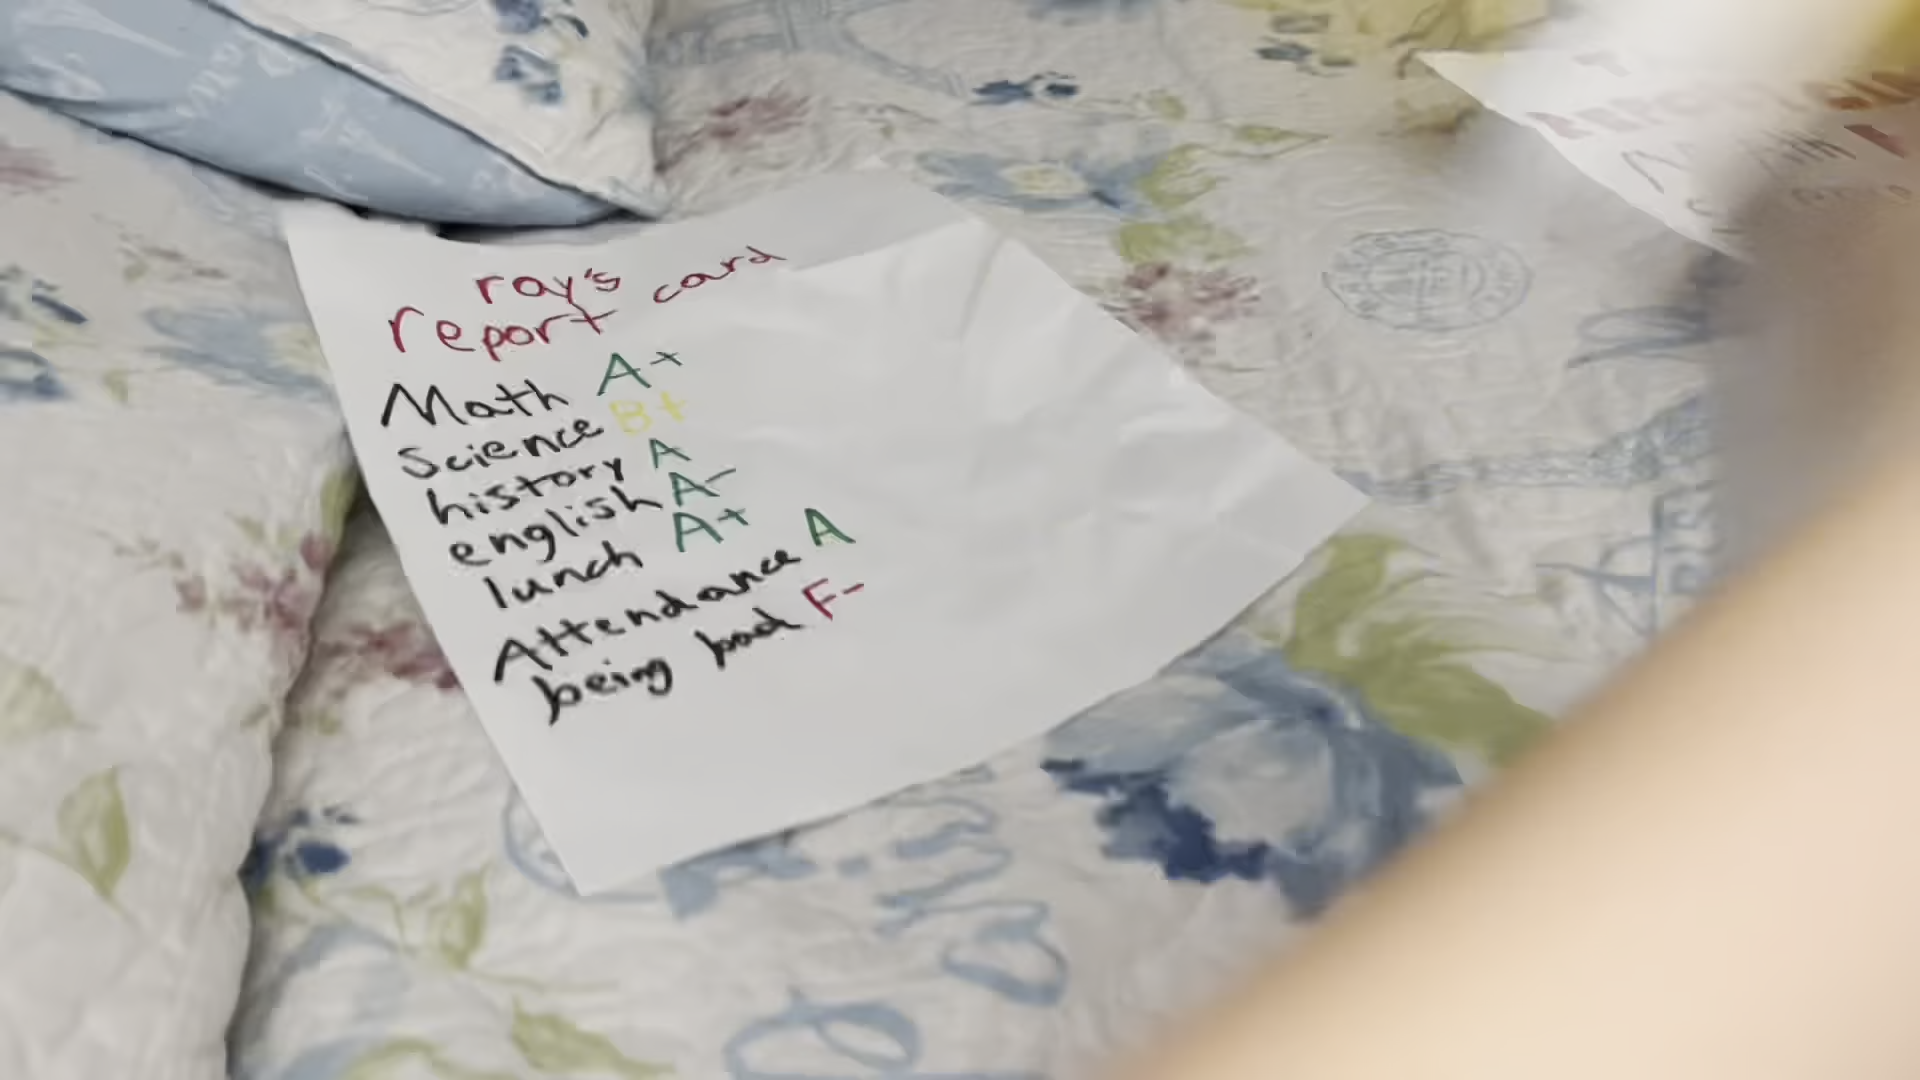 ray's
report card
Math A+
Science B+
history A
english A-
lunch A+
Attendance A
being bad F-